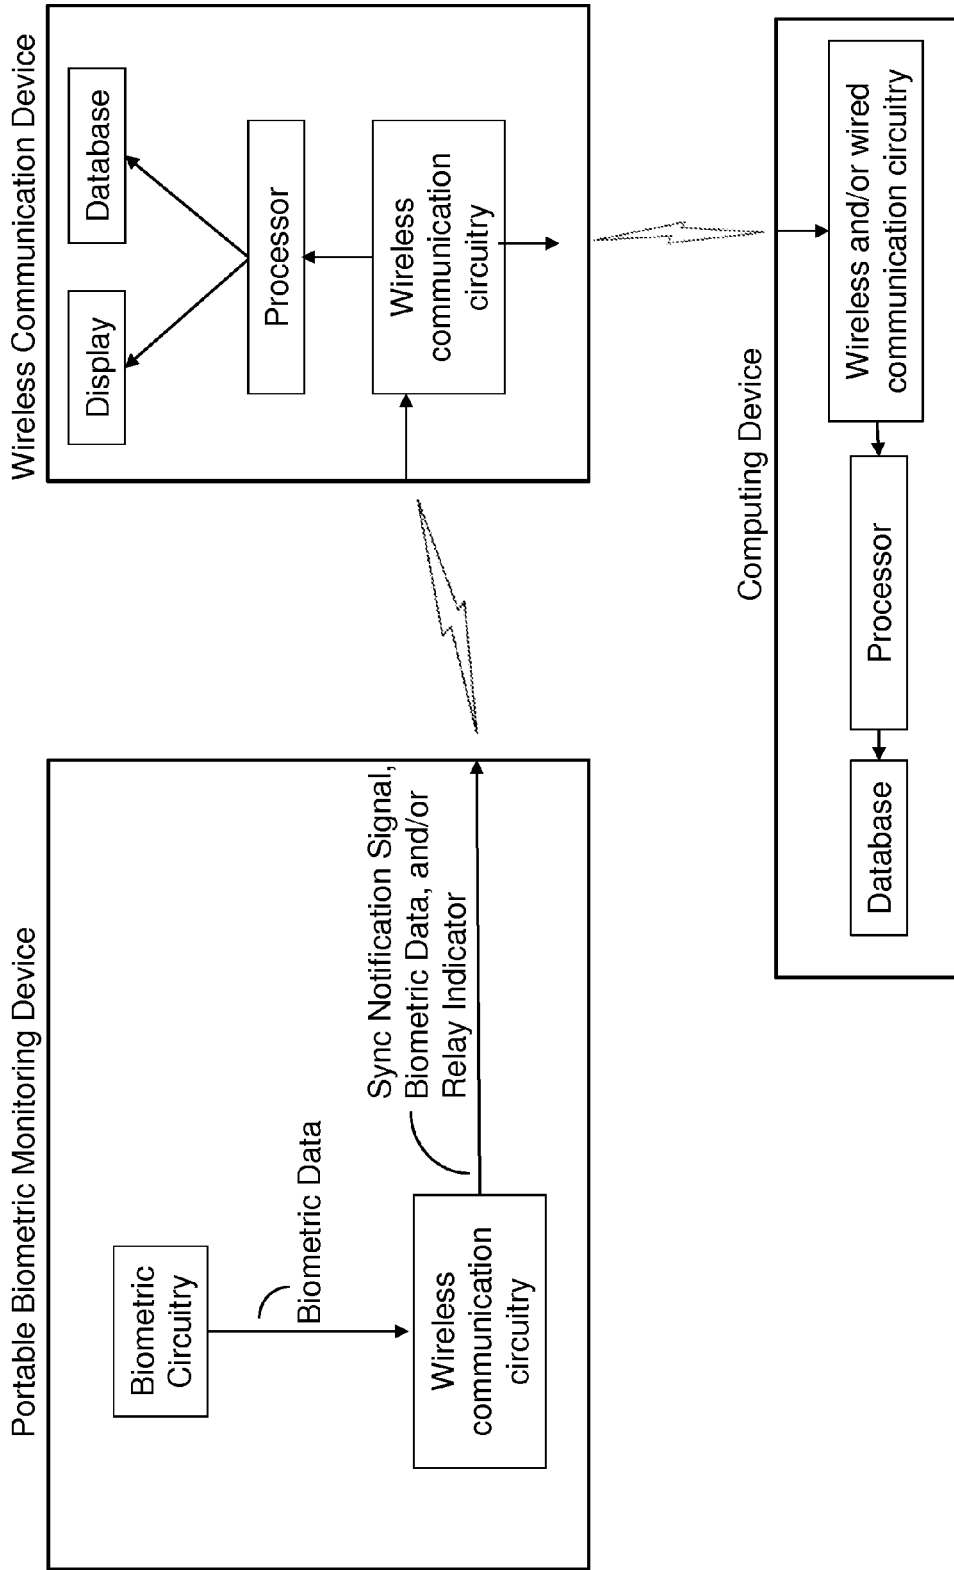 Portable Biometric Monitoring Device
Biometric
Circuitry
Biometric Data
Wireless
communication
circuitry
Sync Notification Signal,
Biometric Data, and/or
Relay Indicator
Wireless Communication Device
Display
Database
Processor
Wireless
communication
circuitry
Computing Device
Database
Processor
Wireless and/or wired
communication circuitry